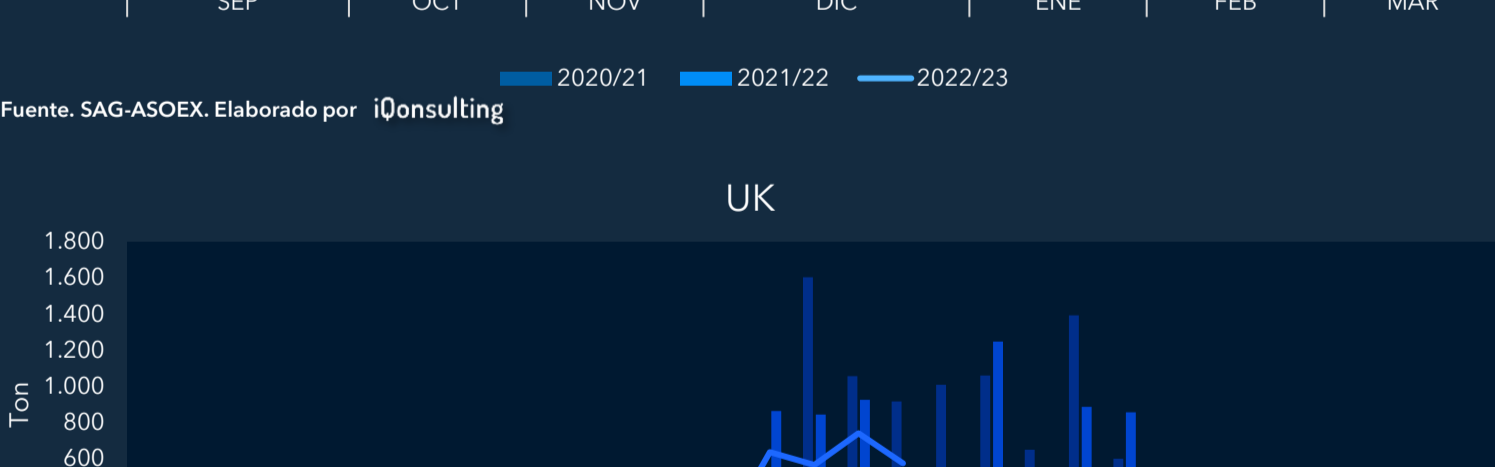 SEP OCT NOV DIC ENE FEB MAR
2020/21 2021/22 2022/23
Fuente. SAG-ASOEX. Elaborado por iQonsulting
UK
1.800
1.600
1.400
1.200
1.000
800
600
Ton